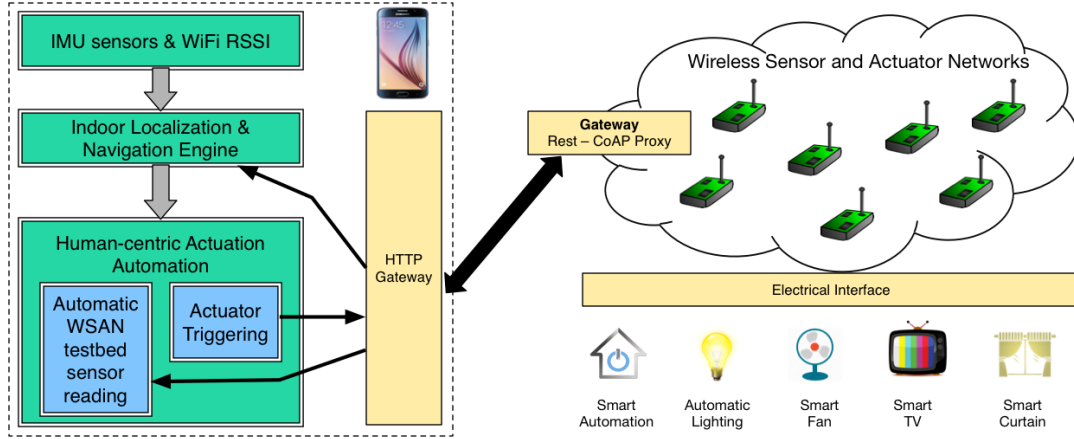 IMU sensors & WiFi RSSI
Indoor Localization &
Navigation Engine
Human-centric Actuation
Automation
Automatic
WSAN
testbed
sensor
reading
Actuator
Triggering
12:45
HTTP
Gateway
Gateway
Rest – CoAP Proxy
Wireless Sensor and Actuator Networks
Electrical Interface
Smart
Automation
Automatic
Lighting
Smart
Fan
Smart
TV
Smart
Curtain